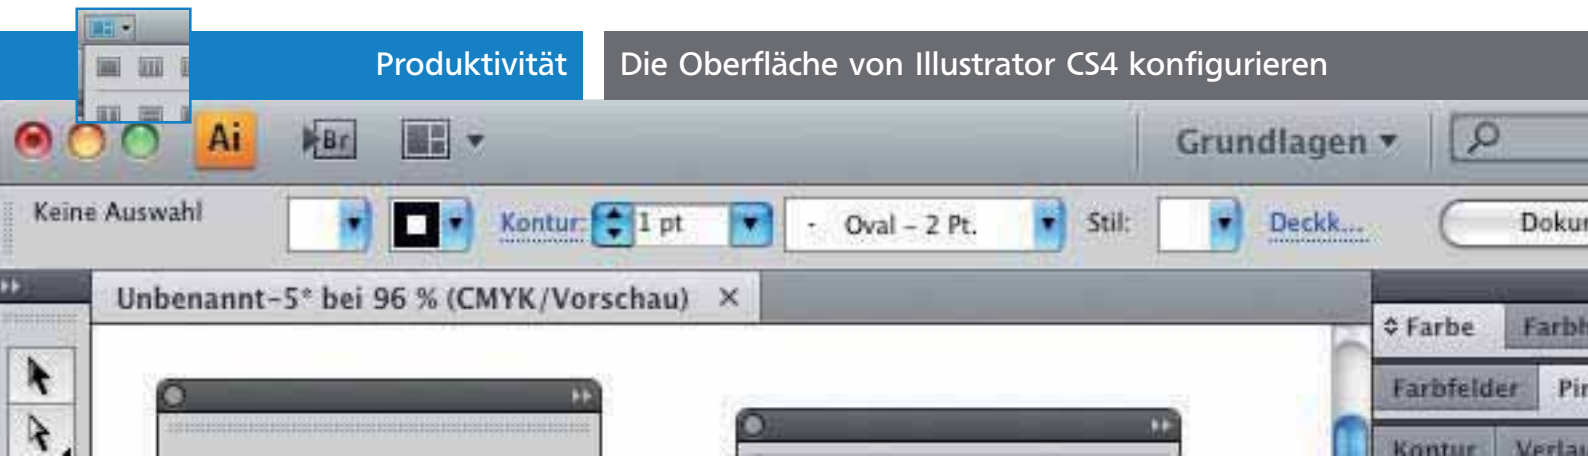 Produktivität
Die Oberfläche von Illustrator CS4 konfigurieren
Ai
Br
Grundlagen
Keine Auswahl
Kontur:
1 pt
Oval – 2 Pt.
Stil:
Deckk...
Unbenannt-5* bei 96 % (CMYK/Vorschau)
Farbe
Farbfelder
Kontur